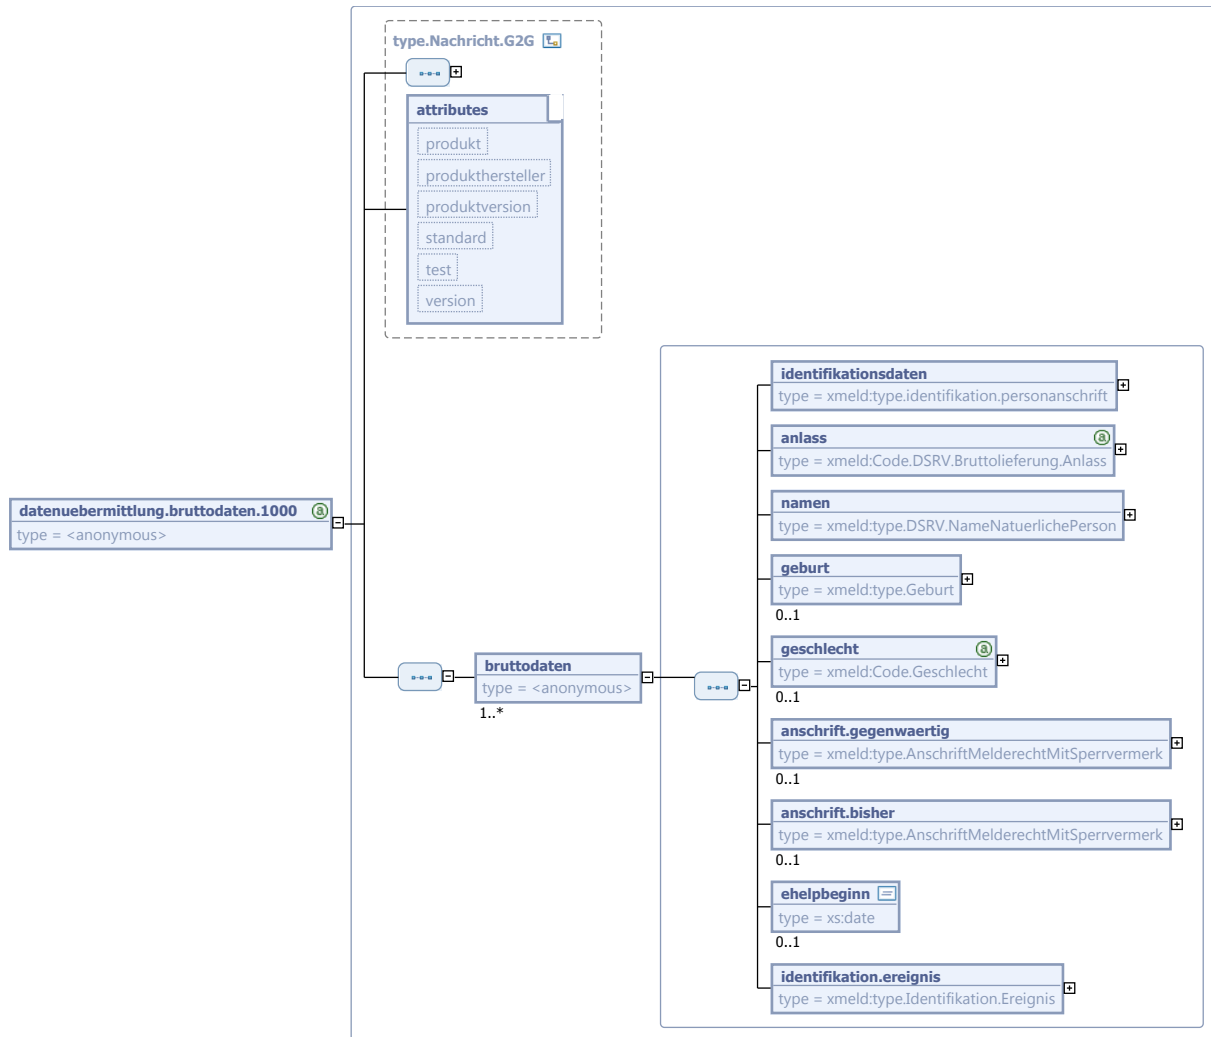 type.Nachricht.G2G
attributes
produkt
produkthersteller
produktversion
standard
test
version
datenuebermittlung.bruttodaten.1000 a
type = <anonymous>
bruttodaten
type = <anonymous>
1..*
identifikationsdaten
type = xmeld:type.identifikation.personanschrift
anlass a
type = xmeld:Code.DSRV.Bruttolieferung.Anlass
namen
type = xmeld:type.DSRV.NameNatuerlichePerson
geburt
type = xmeld:type.Geburt
0..1
geschlecht a
type = xmeld:Code.Geschlecht
0..1
anschrift.gegenwaertig
type = xmeld:type.AnschriftMelderechtMitSperrvermerk
0..1
anschrift.bisher
type = xmeld:type.AnschriftMelderechtMitSperrvermerk
0..1
ehelpbeginn
type = xs:date
0..1
identifikation.ereignis
type = xmeld:type.Identifikation.Ereignis